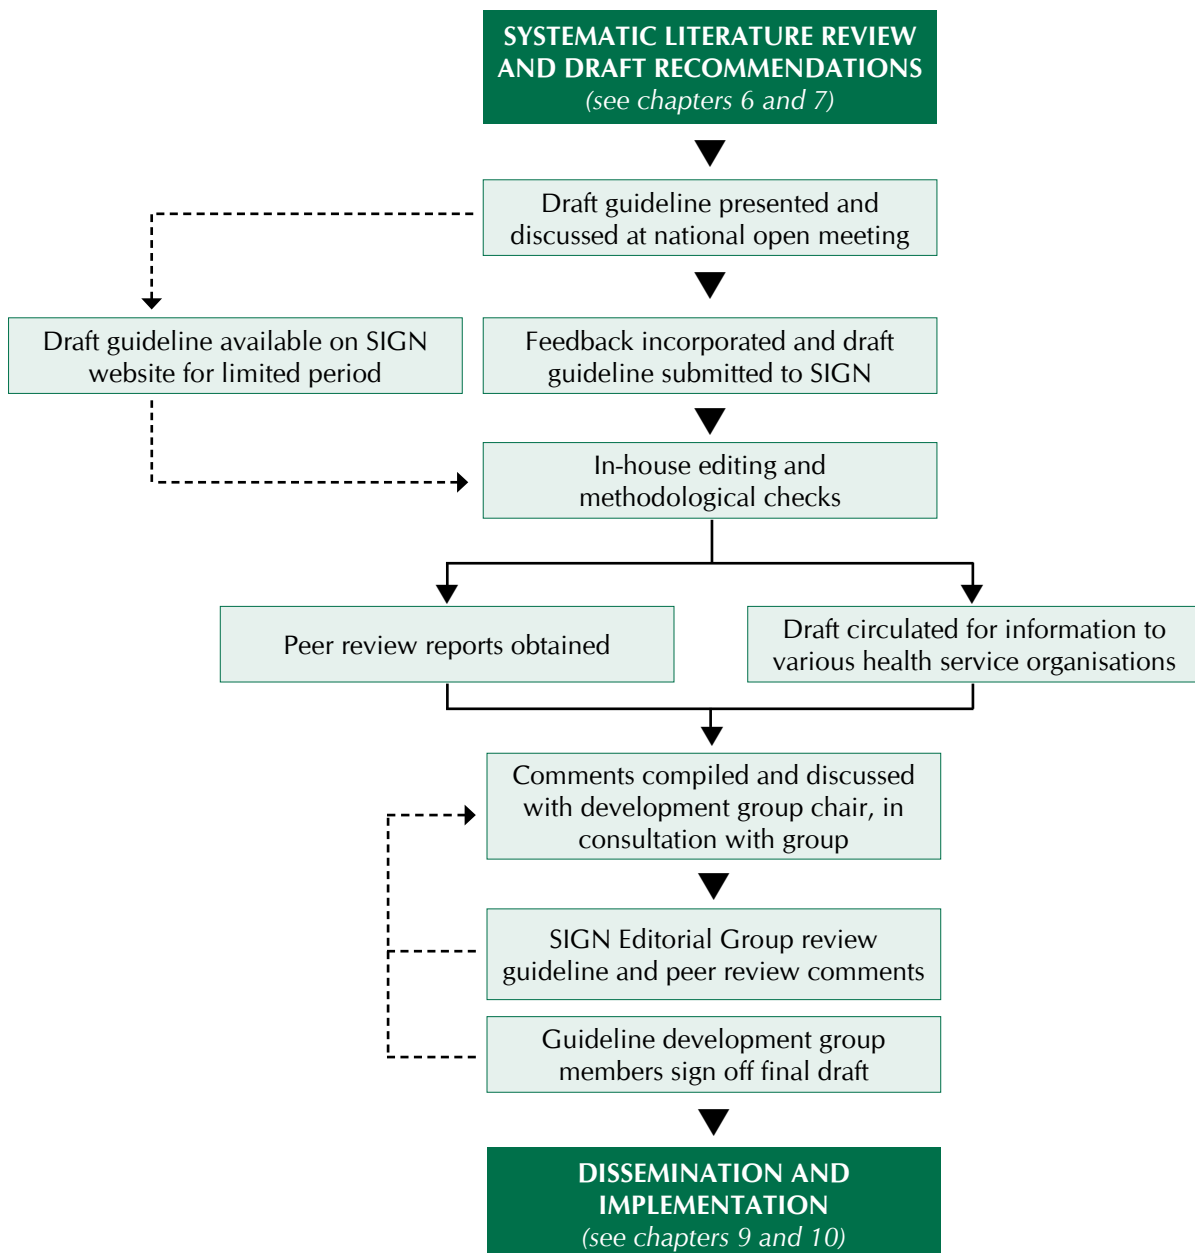 SYSTEMATIC LITERATURE REVIEW
AND DRAFT RECOMMENDATIONS
(see chapters 6 and 7)
Draft guideline presented and
discussed at national open meeting
Draft guideline available on SIGN
website for limited period
Feedback incorporated and draft
guideline submitted to SIGN
In-house editing and
methodological checks
Peer review reports obtained
Draft circulated for information to
various health service organisations
Comments compiled and discussed
with development group chair, in
consultation with group
SIGN Editorial Group review
guideline and peer review comments
Guideline development group
members sign off final draft
DISSEMINATION AND
IMPLEMENTATION
(see chapters 9 and 10)